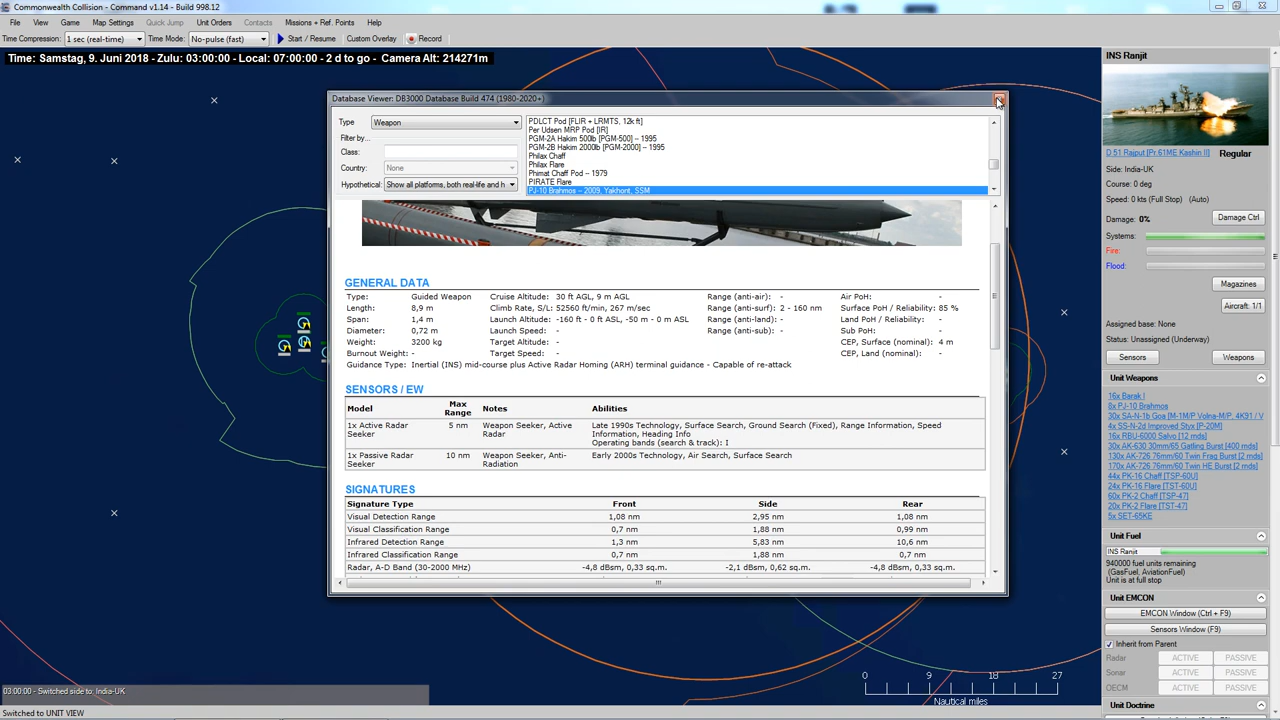 Commonwealth Collision - Command v1.14 - Build 998.12
File View Game Map Settings Quick Jump Unit Orders Contacts Missions + Ref. Points Help
Time Compression: 1 sec (real-time) Time Mode: No-pulse (fast) Start / Resume Custom Overlay Record
Time: Samstag, 9. Juni 2018 - Zulu: 03:00:00 - Local: 07:00:00 - 2 d to go - Camera Alt: 214271m
Database Viewer: DB3000 Database Build 474 (1980-2020+)
Type Weapon
Filter by...
Class:
Country: None
Hypothetical: Show all platforms, both real-life and h
PDLCT Pod [FLIR + LRMTS, 12k ft]
Per Udsen MRP Pod [IR]
PGM-2A Hakim 500lb [PGM-500] -- 1995
PGM-2B Hakim 2000lb [PGM-2000] -- 1995
Philax Chaff
Philax Flare
Phimat Chaff Pod -- 1979
PIRATE Flare
PJ-10 Brahmos -- 2009, Yakhont, SSM
GENERAL DATA
Type: Guided Weapon Cruise Altitude: 30 ft AGL, 9 m AGL Range (anti-air): - Air PoH: -
Length: 8,9 m Climb Rate, S/L: 52560 ft/min, 267 m/sec Range (anti-surf): 2 - 160 nm Surface PoH / Reliability: 85 %
Span: 1,4 m Launch Altitude: -160 ft - 0 ft ASL, -50 m - 0 m ASL Range (anti-land): - Land PoH / Reliability: -
Diameter: 0,72 m Launch Speed: - Range (anti-sub): - Sub PoH: -
Weight: 3200 kg Target Altitude: - CEP, Surface (nominal): 4 m
Burnout Weight: - Target Speed: - CEP, Land (nominal): -
Guidance Type: Inertial (INS) mid-course plus Active Radar Homing (ARH) terminal guidance - Capable of re-attack
SENSORS / EW
Model Max Range Notes Abilities
1x Active Radar Seeker 5 nm Weapon Seeker, Active Radar Late 1990s Technology, Surface Search, Ground Search (Fixed), Range Information, Speed Information, Heading Info
Operating bands (search & track): I
1x Passive Radar Seeker 10 nm Weapon Seeker, Anti-Radiation Early 2000s Technology, Air Search, Surface Search
SIGNATURES
Signature Type Front Side Rear
Visual Detection Range 1,08 nm 2,95 nm 1,08 nm
Visual Classification Range 0,7 nm 1,88 nm 0,99 nm
Infrared Detection Range 1,3 nm 5,83 nm 10,6 nm
Infrared Classification Range 0,7 nm 1,88 nm 0,7 nm
Radar, A-D Band (30-2000 MHz) -4,8 dBsm, 0,33 sq.m. -2,1 dBsm, 0,62 sq.m. -4,8 dBsm, 0,33 sq.m.
INS Ranjit
D 51 Rajput [Pr.61ME Kashin II] Regular
Side: India-UK
Course: 0 deg
Speed: 0 kts (Full Stop) (Auto)
Damage: 0% Damage Ctrl
Systems:
Fire:
Flood:
Magazines
Aircraft: 1/1
Assigned base: None
Status: Unassigned (Underway)
Sensors Weapons
Unit Weapons
16x Barak I
8x PJ-10 Brahmos
30x SA-N-1b Goa [M-1M/P Volna-M/P, 4K91 / V
4x SS-N-2d Improved Styx [P-20M]
16x RBU-6000 Salvo [12 rnds]
30x AK-630 30mm/65 Gatling Burst [400 rnds]
130x AK-726 76mm/60 Twin Frag Burst [2 rnds]
170x AK-726 76mm/60 Twin HE Burst [2 rnds]
44x PK-16 Chaff [TSP-60U]
24x PK-16 Flare [TST-60U]
60x PK-2 Chaff [TSP-47]
20x PK-2 Flare [TST-47]
5x SET-65KE
Unit Fuel
INS Ranjit
940000 fuel units remaining
(GasFuel, AviationFuel)
Unit is at full stop
Unit EMCON
EMCON Window (Ctrl + F9)
Sensors Window (F9)
Inherit from Parent
Radar ACTIVE PASSIVE
Sonar ACTIVE PASSIVE
OECM ACTIVE PASSIVE
Unit Doctrine
0 9 18 27
Nautical miles
03:00:00 - Switched side to: India-UK
Switched to UNIT VIEW